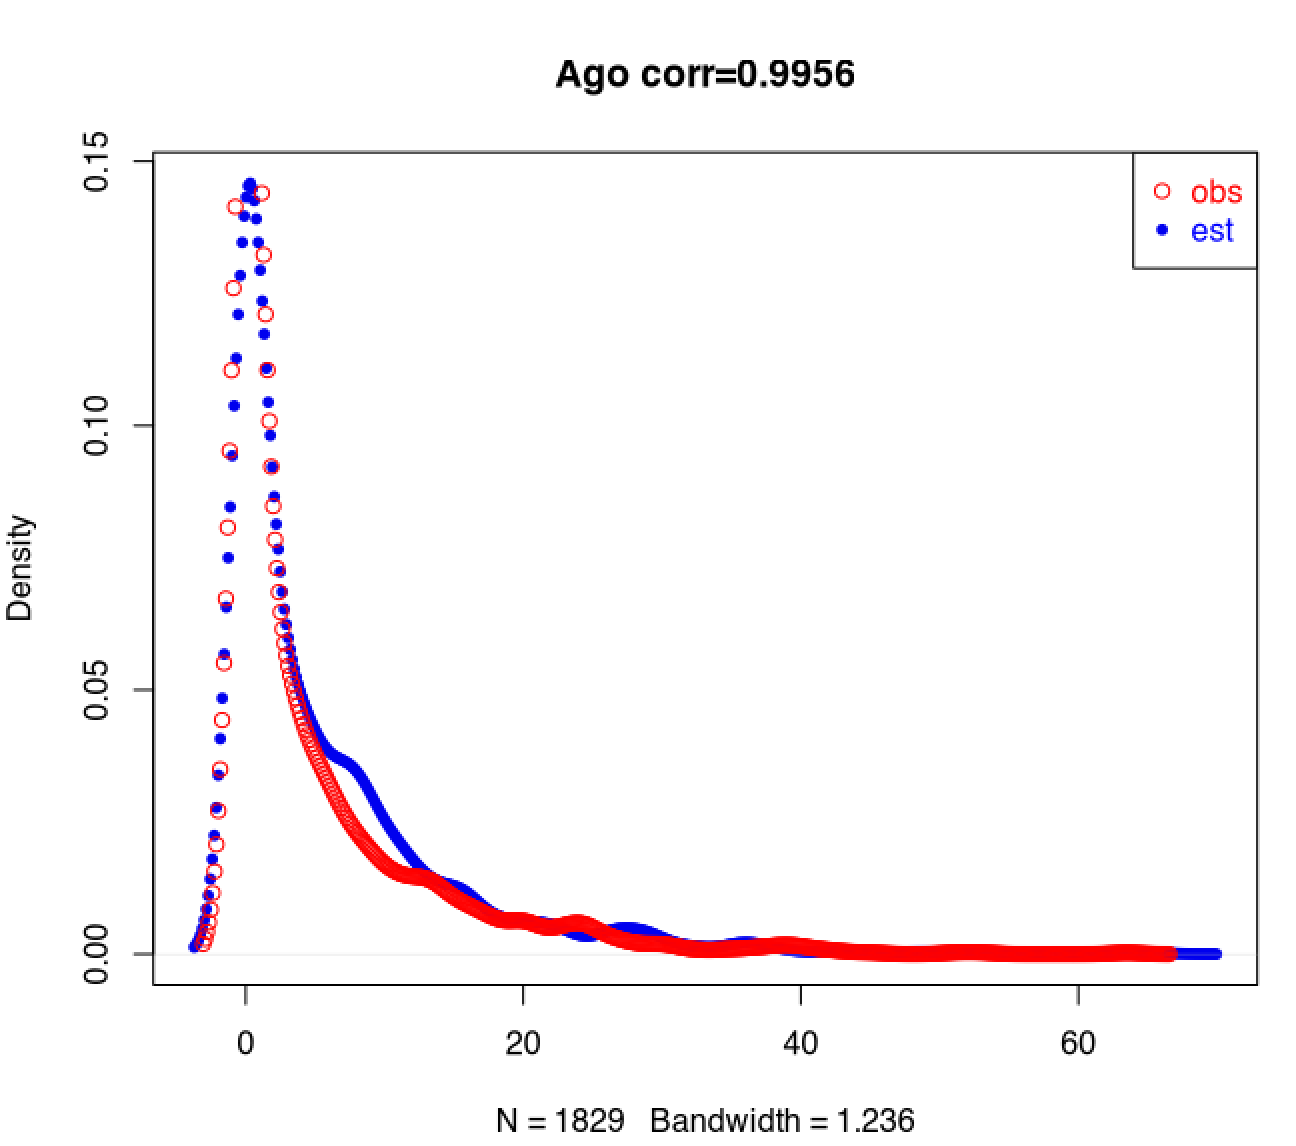 Ago corr=0.9956
obs
est
0.15
0.10
0.05
0.00
Density
0 20 40 60
N = 1829 Bandwidth = 1.236